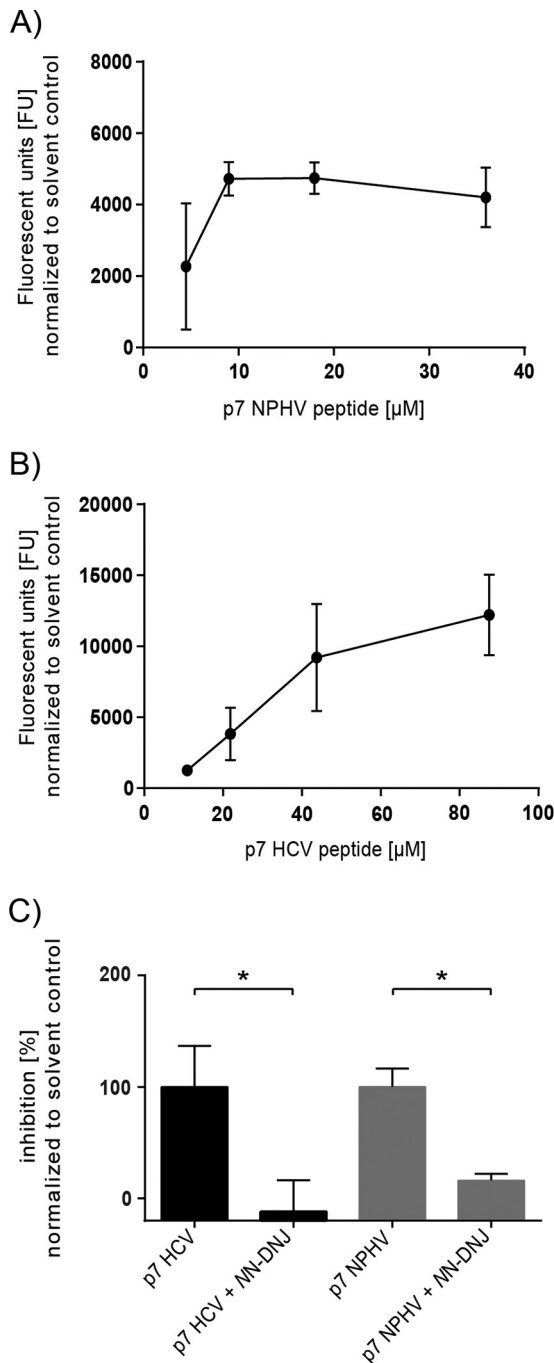 A)
Fluorescent units [FU]
normalized to solvent control
8000
6000
4000
2000
0
0 10 20 30 40
p7 NPHV peptide [µM]
B)
Fluorescent units [FU]
normalized to solvent control
20000
15000
10000
5000
0
0 20 40 60 80 100
p7 HCV peptide [µM]
C)
inhibition [%]
normalized to solvent control
200
100
0
* *
p7 HCV
p7 HCV + NN-DNJ
p7 NPHV
p7 NPHV + NN-DNJ